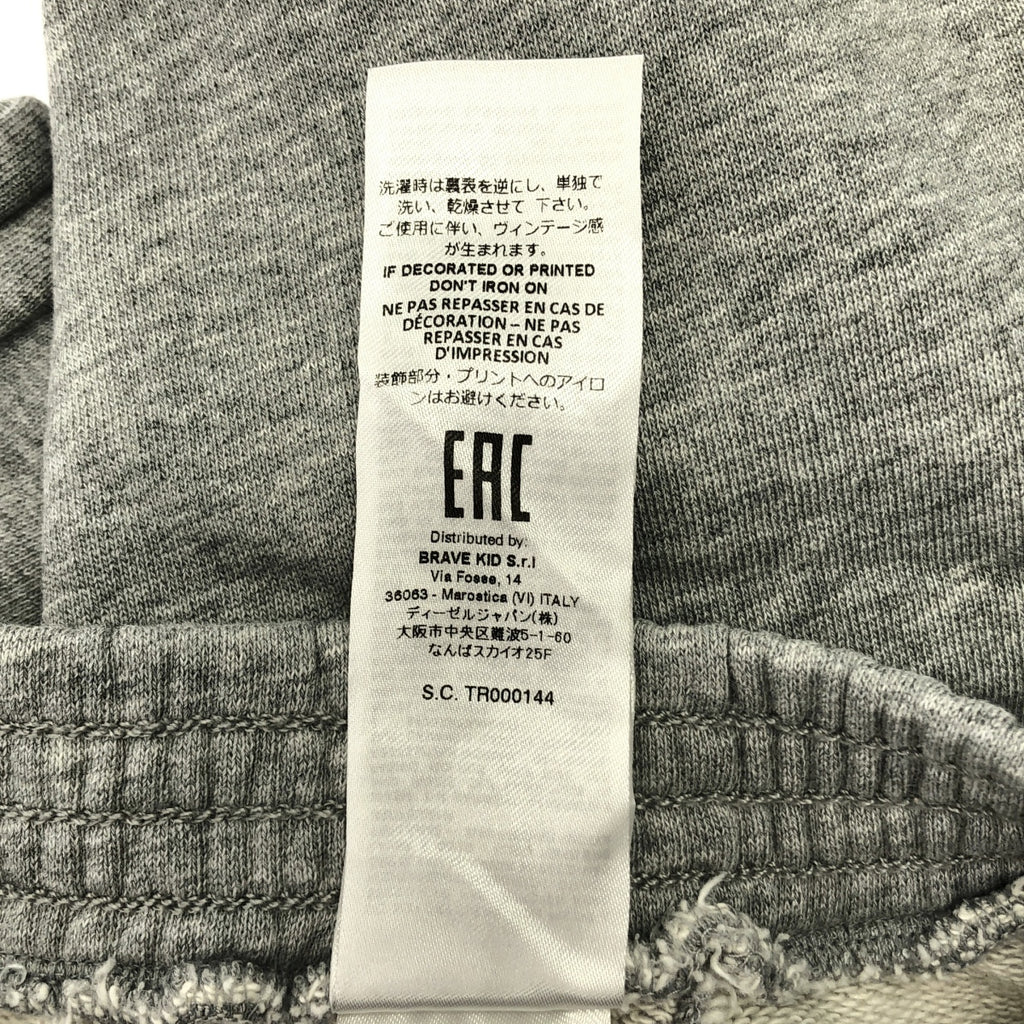 洗濯時は裏表を逆にし、単独で
洗い、乾燥させて 下さい。
ご使用に伴い、ヴィンテージ感
が生まれます。
IF DECORATED OR PRINTED
DON'T IRON ON
NE PAS REPASSER EN CAS DE
DÉCORATION – NE PAS
REPASSER EN CAS
D'IMPRESSION
装飾部分・プリントへのアイロ
ンはお避けください。
EAC
Distributed by:
BRAVE KID S.r.l
Via Fosse, 14
36063 - Marostica (VI) ITALY
ディーゼルジャパン(株)
大阪市中央区難波5-1-60
なんばスカイオ25F
S.C. TR000144